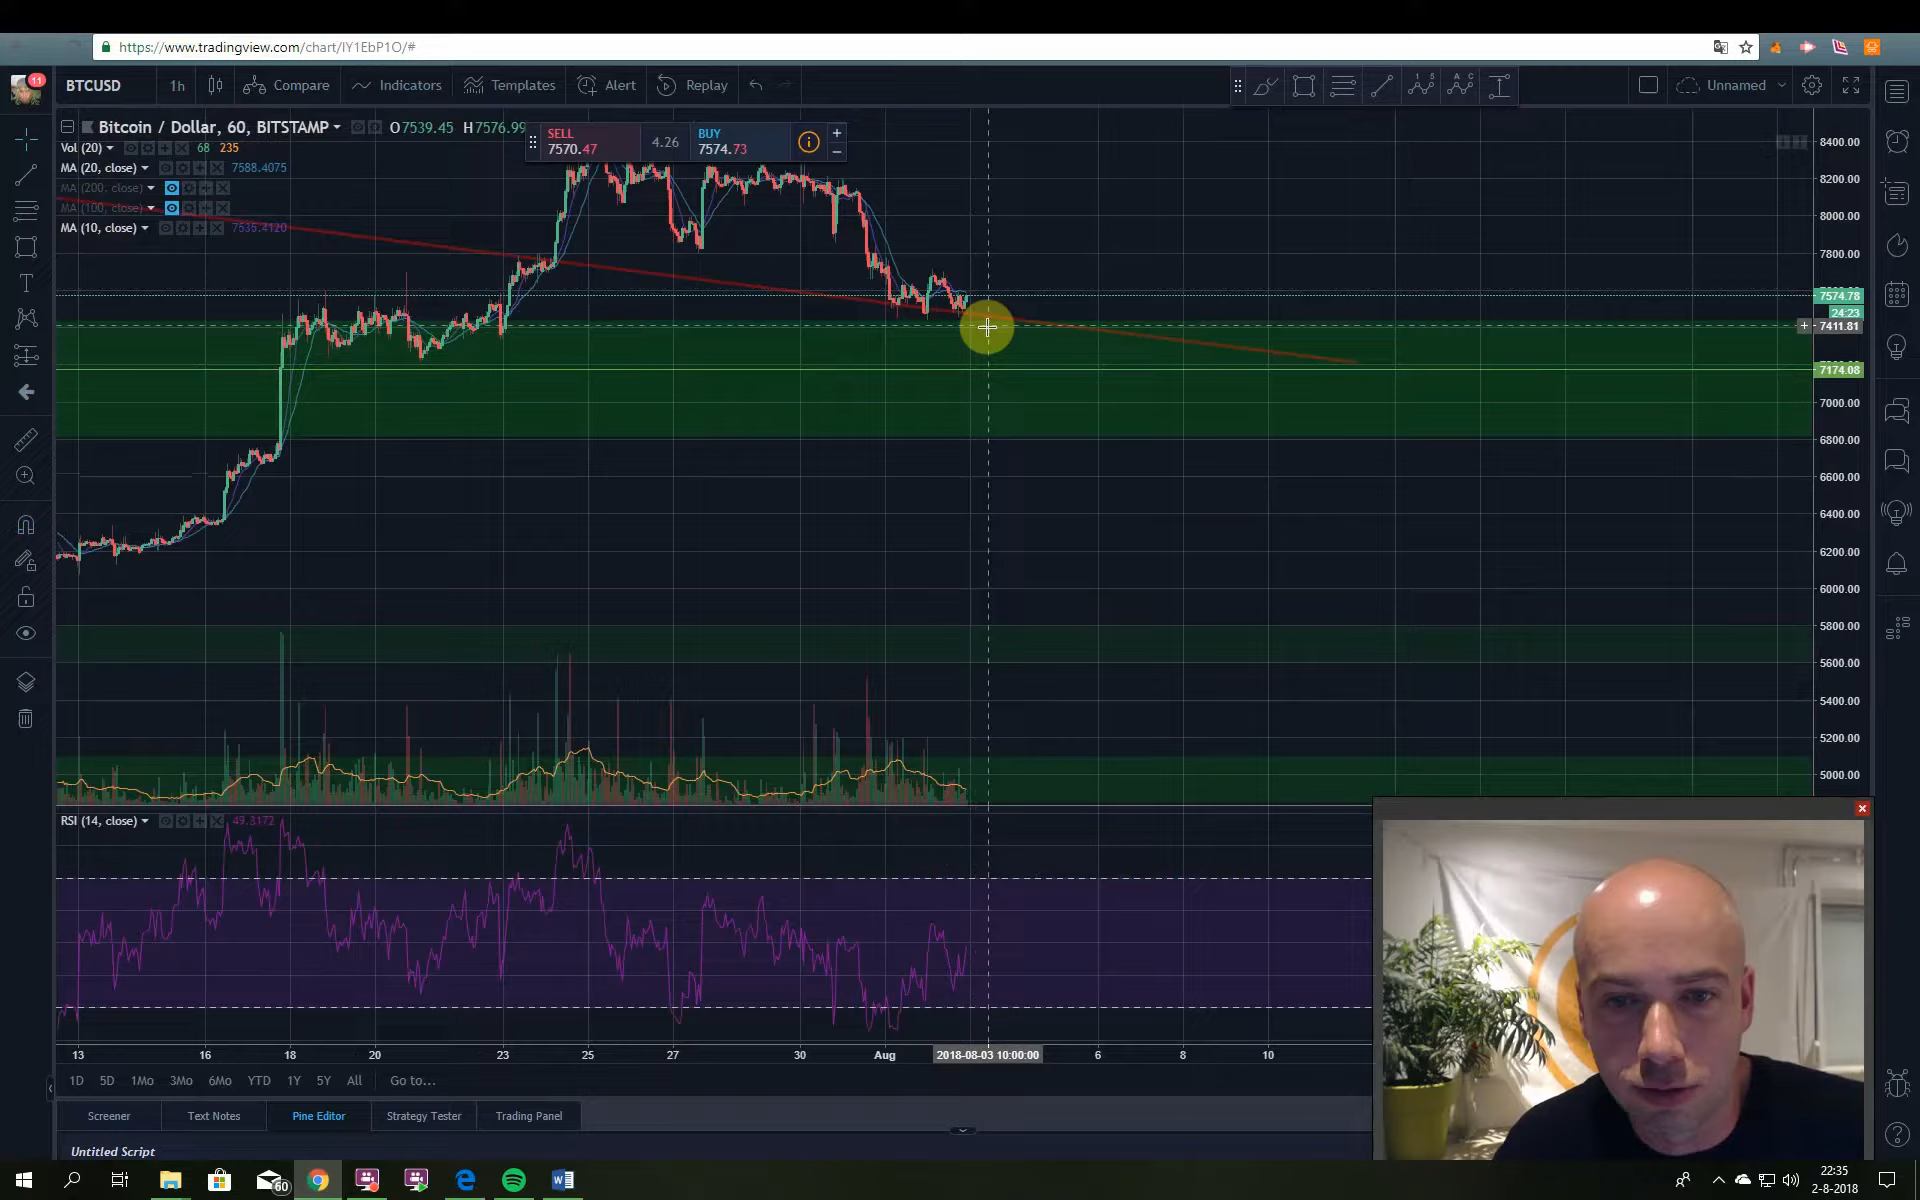 https://www.tradingview.com/chart/IY1EbP1O/#
11
BTCUSD 1h Compare Indicators Templates Alert Replay Unnamed
Bitcoin / Dollar, 60, BITSTAMP O7539.45 H7576.99
SELL 7570.47 4.26 BUY 7574.73
Vol (20) 68 235
MA (20, close) 7588.4075
MA (200, close)
MA (100, close)
MA (10, close) 7535.4120
8400.00
8200.00
8000.00
7800.00
7574.78
24:23
7411.81
7174.08
7000.00
6800.00
6600.00
6400.00
6200.00
6000.00
5800.00
5600.00
5400.00
5200.00
5000.00
RSI (14, close) 49.3172
13 16 18 20 23 25 27 30 Aug 2018-08-03 10:00:00 6 8 10
1D 5D 1Mo 3Mo 6Mo YTD 1Y 5Y All Go to...
Screener Text Notes Pine Editor Strategy Tester Trading Panel
Untitled Script
60
22:35
2-8-2018